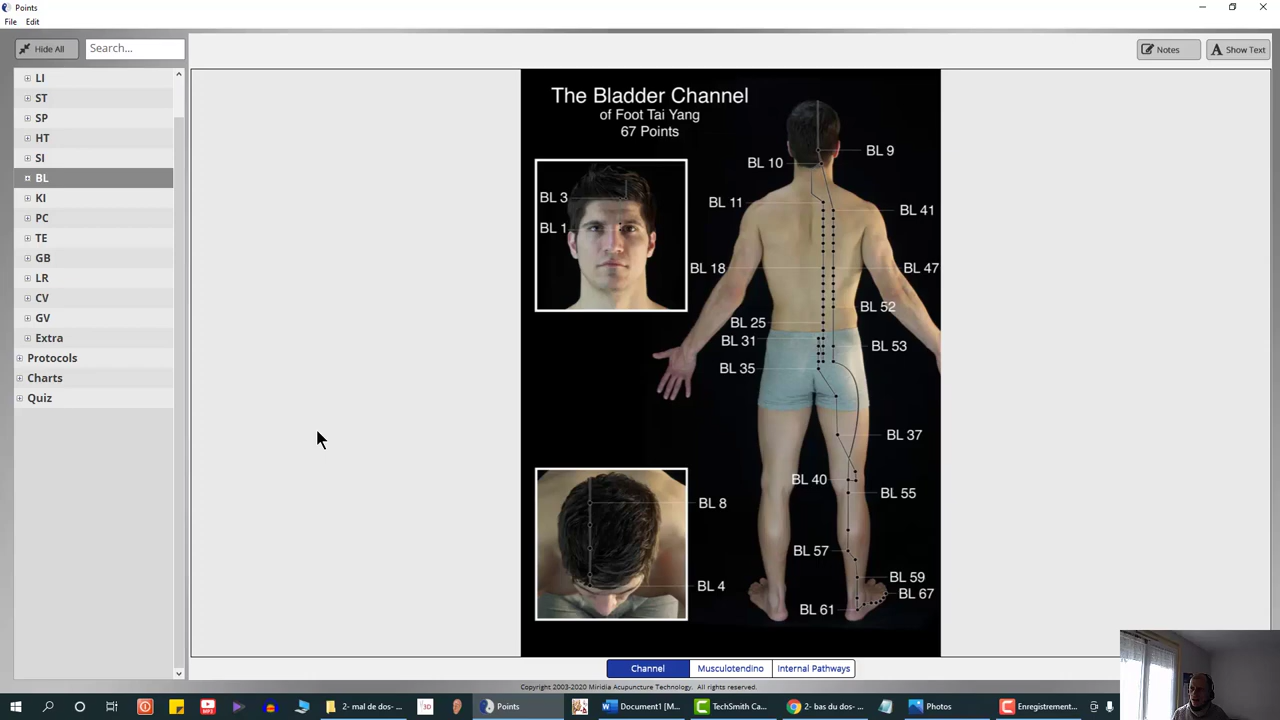 Points
File
Edit
Hide All
Search...
Notes
Show Text
LI
ST
SP
HT
SI
BL
KI
PC
TE
GB
LR
CV
GV
Extra
Protocols
Charts
Quiz
The Bladder Channel
of Foot Tai Yang
67 Points
BL 3
BL 1
BL 8
BL 4
BL 9
BL 10
BL 11
BL 41
BL 18
BL 47
BL 52
BL 25
BL 31
BL 53
BL 35
BL 37
BL 40
BL 55
BL 57
BL 59
BL 67
BL 61
Channel
Musculotendino
Internal Pathways
Copyright 2003-2020 Miridia Acupuncture Technology. All rights reserved.
MP3
2- mal de dos-...
Points
Document1 [M...
TechSmith Ca...
2- bas du dos- ...
Photos
Enregistrement...